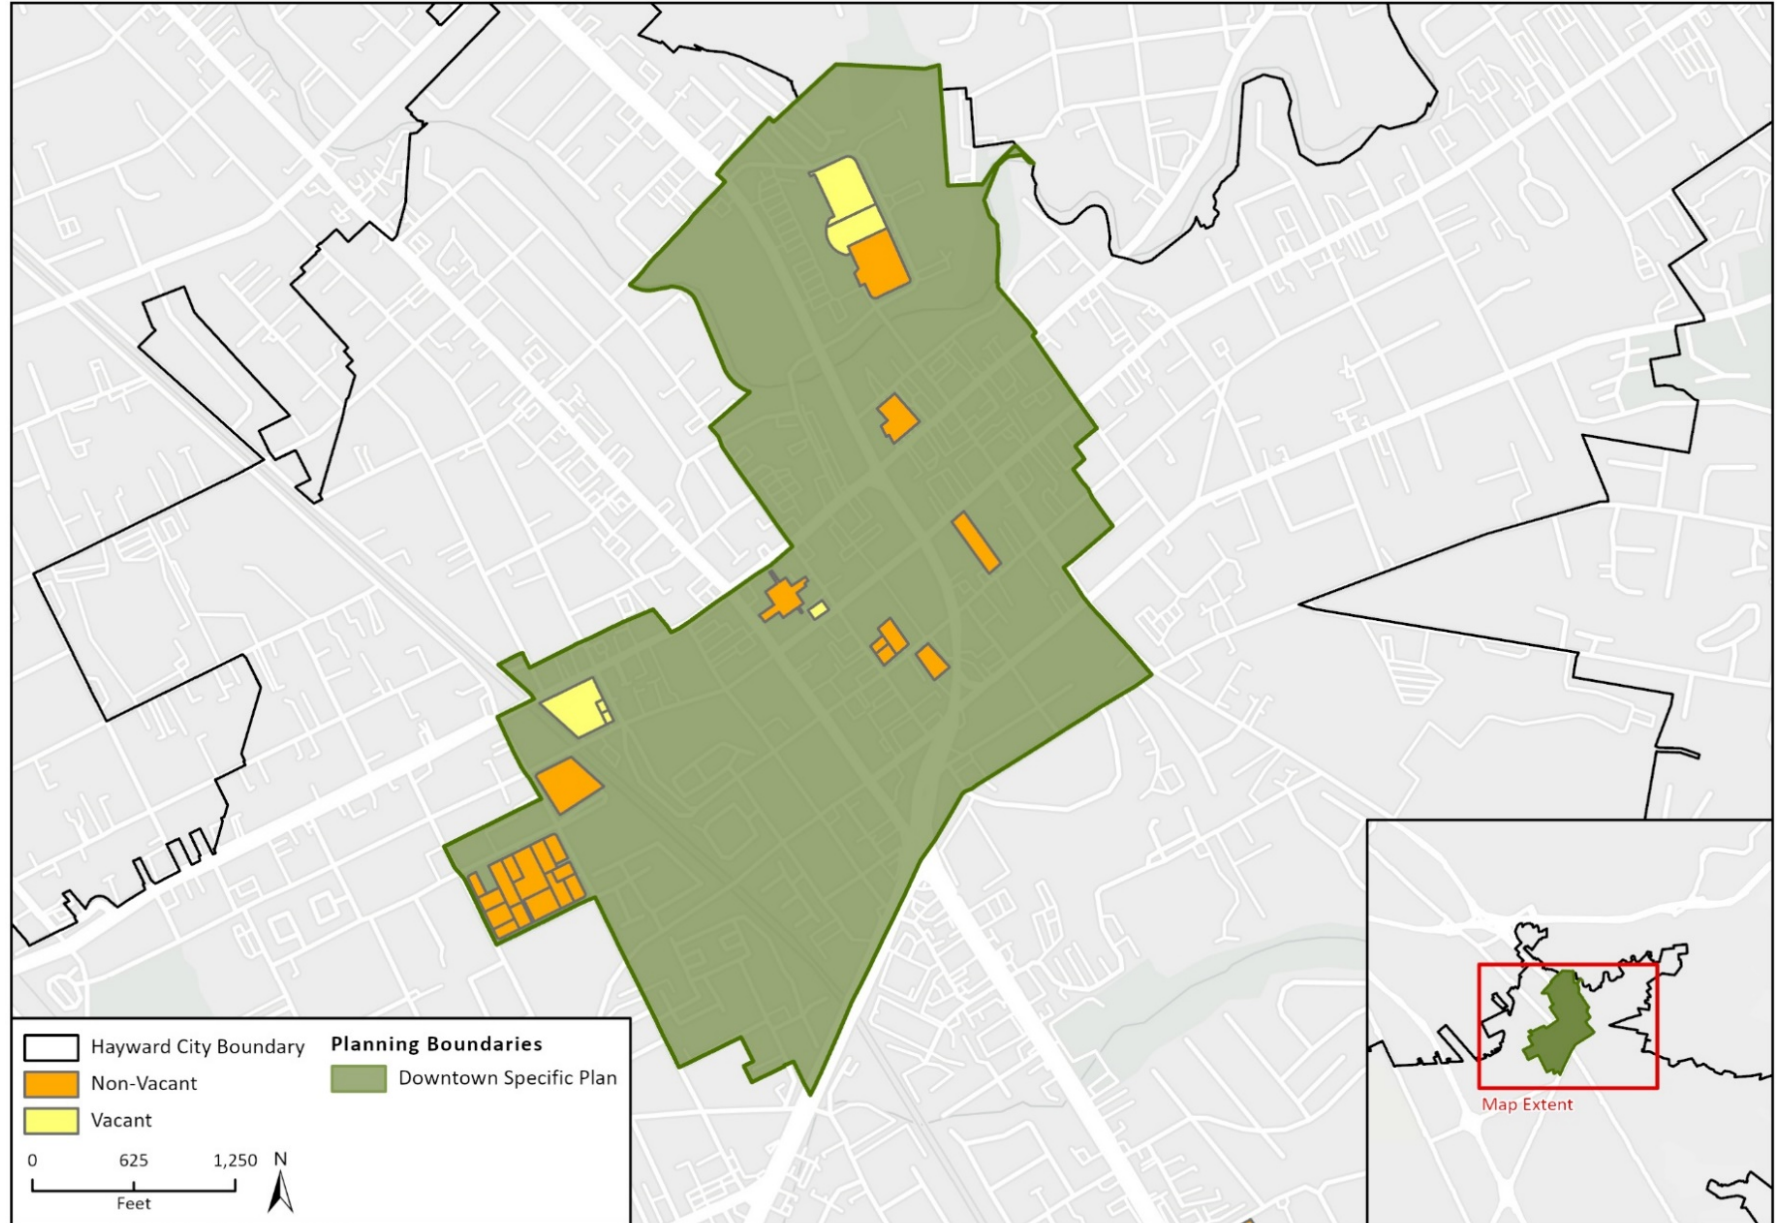 Hayward City Boundary
Non-Vacant
Vacant
Planning Boundaries
Downtown Specific Plan
0 625 1,250
Feet
N
Map Extent